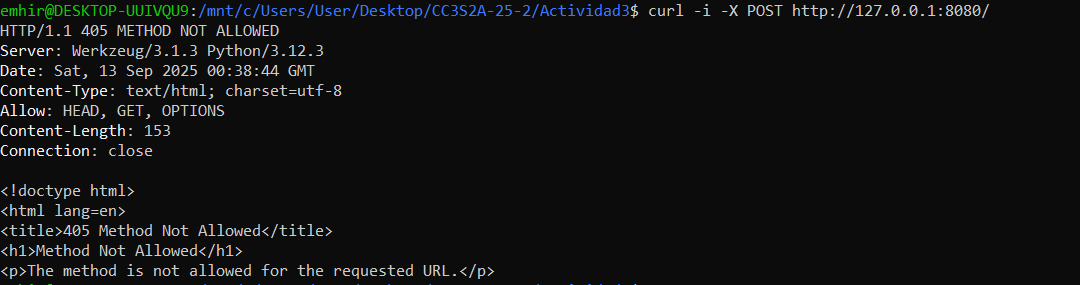 emhir@DESKTOP-UUIVQU9:/mnt/c/Users/User/Desktop/CC3S2A-25-2/Actividad3$ curl -i -X POST http://127.0.0.1:8080/
HTTP/1.1 405 METHOD NOT ALLOWED
Server: Werkzeug/3.1.3 Python/3.12.3
Date: Sat, 13 Sep 2025 00:38:44 GMT
Content-Type: text/html; charset=utf-8
Allow: HEAD, GET, OPTIONS
Content-Length: 153
Connection: close

<!doctype html>
<html lang=en>
<title>405 Method Not Allowed</title>
<h1>Method Not Allowed</h1>
<p>The method is not allowed for the requested URL.</p>